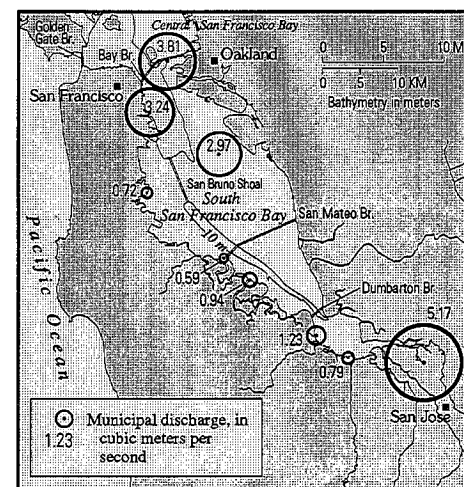 Central San Francisco Bay
Golden
Gate Br.
3.81
Bay Br.
Oakland
0 10 M
0 5 10 KM
Bathymetry in meters
San Francisco
3.24
2.97
San Bruno Shoal
0.72
South
San Francisco Bay
San Mateo Br.
10 m
Pacific Ocean
0.59
0.94
Dumbarton Br.
5.17
1.23
0.79
San Jose
Municipal discharge, in
1.23 cubic meters per
second